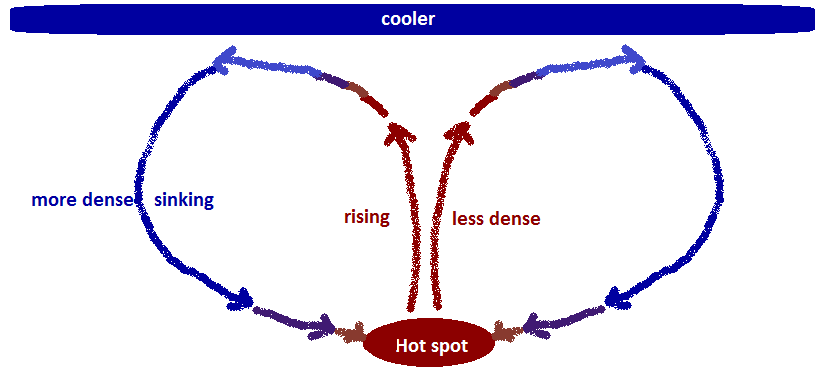 cooler
more dense sinking
rising
less dense
Hot spot